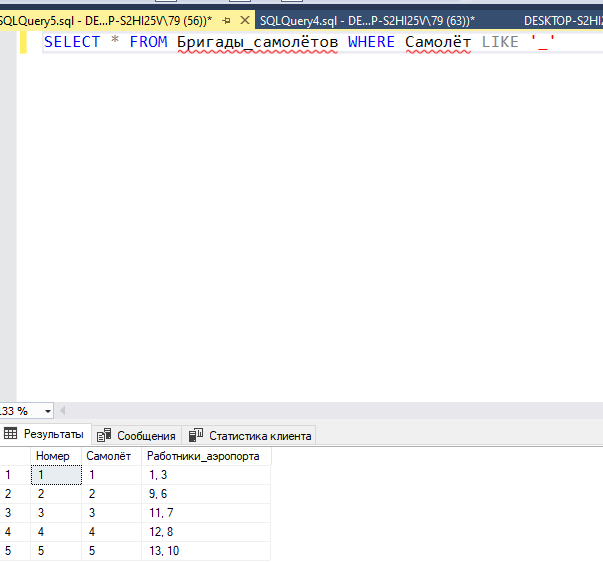 SQLQuery5.sql - DE...P-S2HI25V\79 (56))* SQLQuery4.sql - DE...P-S2HI25V\79 (63))* DESKTOP-S2HI
SELECT * FROM Бригады_самолётов WHERE Самолёт LIKE '_'
133 %
Результаты Сообщения Статистика клиента
Номер Самолёт Работники_аэропорта
1 1 1 1, 3
2 2 2 9, 6
3 3 3 11, 7
4 4 4 12, 8
5 5 5 13, 10